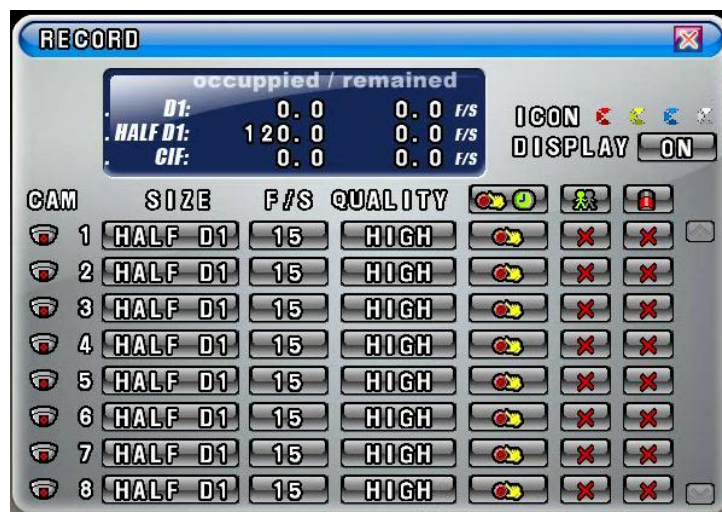 RECORD
occuppied / remained
. D1: 0.0 0.0 F/S
. HALF D1: 120.0 0.0 F/S
. CIF: 0.0 0.0 F/S
ICON
DISPLAY ON
CAM SIZE F/S QUALITY
1 HALF D1 15 HIGH
2 HALF D1 15 HIGH
3 HALF D1 15 HIGH
4 HALF D1 15 HIGH
5 HALF D1 15 HIGH
6 HALF D1 15 HIGH
7 HALF D1 15 HIGH
8 HALF D1 15 HIGH